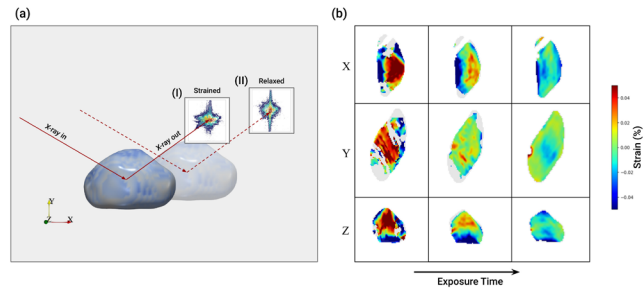 (a)
(b)
(I)
Strained
(II)
Relaxed
X-ray in
X-ray out
Y
Z
X
X
Y
Z
0.04
0.02
0.00
−0.02
−0.04
Strain (%)
Exposure Time